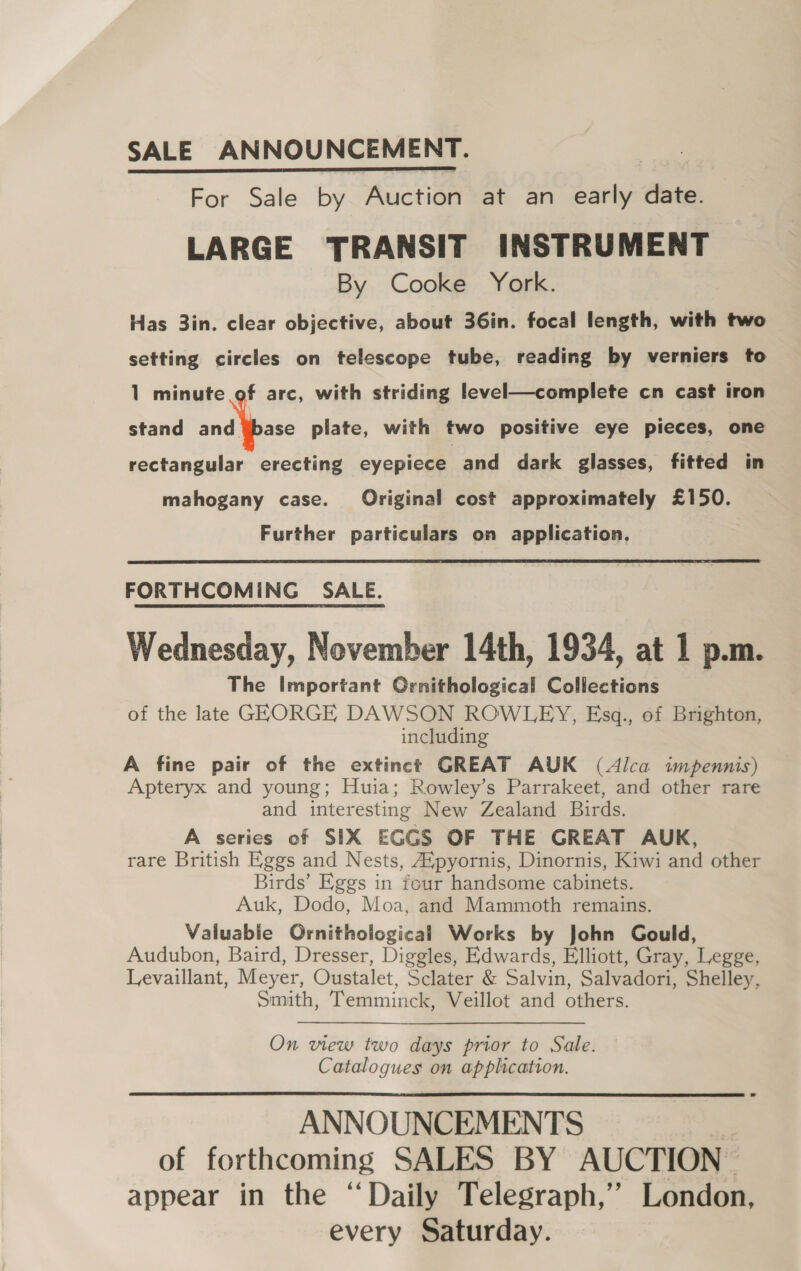 SALE ANNOUNCEMENT.
For Sale by Auction at an early date.
LARGE TRANSIT INSTRUMENT
By Cooke York.
Has 3in. clear objective, about 36in. focal length, with two
setting circles on telescope tube, reading by verniers to
1 minute of arc, with striding level—complete cn cast iron
stand and base plate, with two positive eye pieces, one
rectangular erecting eyepiece and dark glasses, fitted in
mahogany case. Original cost approximately £150.
Further particulars on application.
FORTHCOMING SALE.
Wednesday, November 14th, 1934, at 1 p.m.
The Important Ornithological Collections
of the late GEORGE DAWSON ROWLEY, Esq., of Brighton,
including
A fine pair of the extinct GREAT AUK (Alca impennis)
Apteryx and young; Huia; Rowley's Parrakeet, and other rare
and interesting New Zealand Birds.
A series of SIX EGGS OF THE GREAT AUK,
rare British Eggs and Nests, Æpyornis, Dinornis, Kiwi and other
Birds' Eggs in four handsome cabinets.
Auk, Dodo, Moa, and Mammoth remains.
Valuable Ornithological Works by John Gould,
Audubon, Baird, Dresser, Diggles, Edwards, Elliott, Gray, Legge,
Levaillant, Meyer, Oustalet, Sclater & Salvin, Salvadori, Shelley,
Smith, Temminck, Veillot and others.
On view two days prior to Sale.
Catalogues on application.
ANNOUNCEMENTS
of forthcoming SALES BY AUCTION
appear in the "Daily Telegraph," London,
every Saturday.